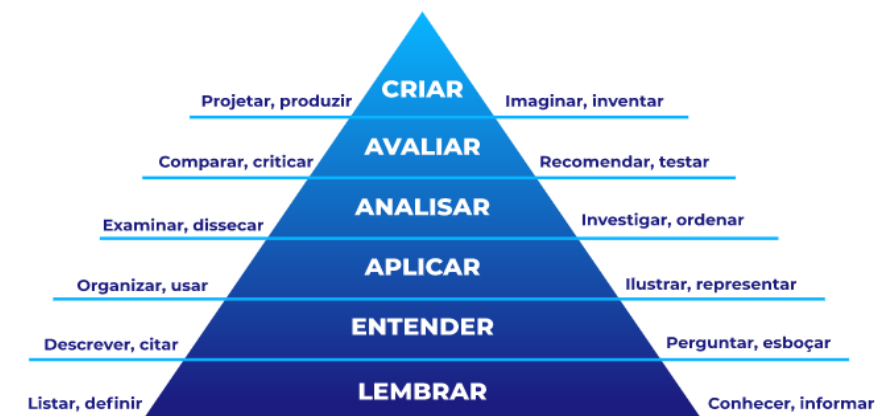 CRIAR
Projetar, produzir
Imaginar, inventar
AVALIAR
Comparar, criticar
Recomendar, testar
ANALISAR
Examinar, dissecar
Investigar, ordenar
APLICAR
Organizar, usar
Ilustrar, representar
ENTENDER
Descrever, citar
Perguntar, esboçar
LEMBRAR
Listar, definir
Conhecer, informar